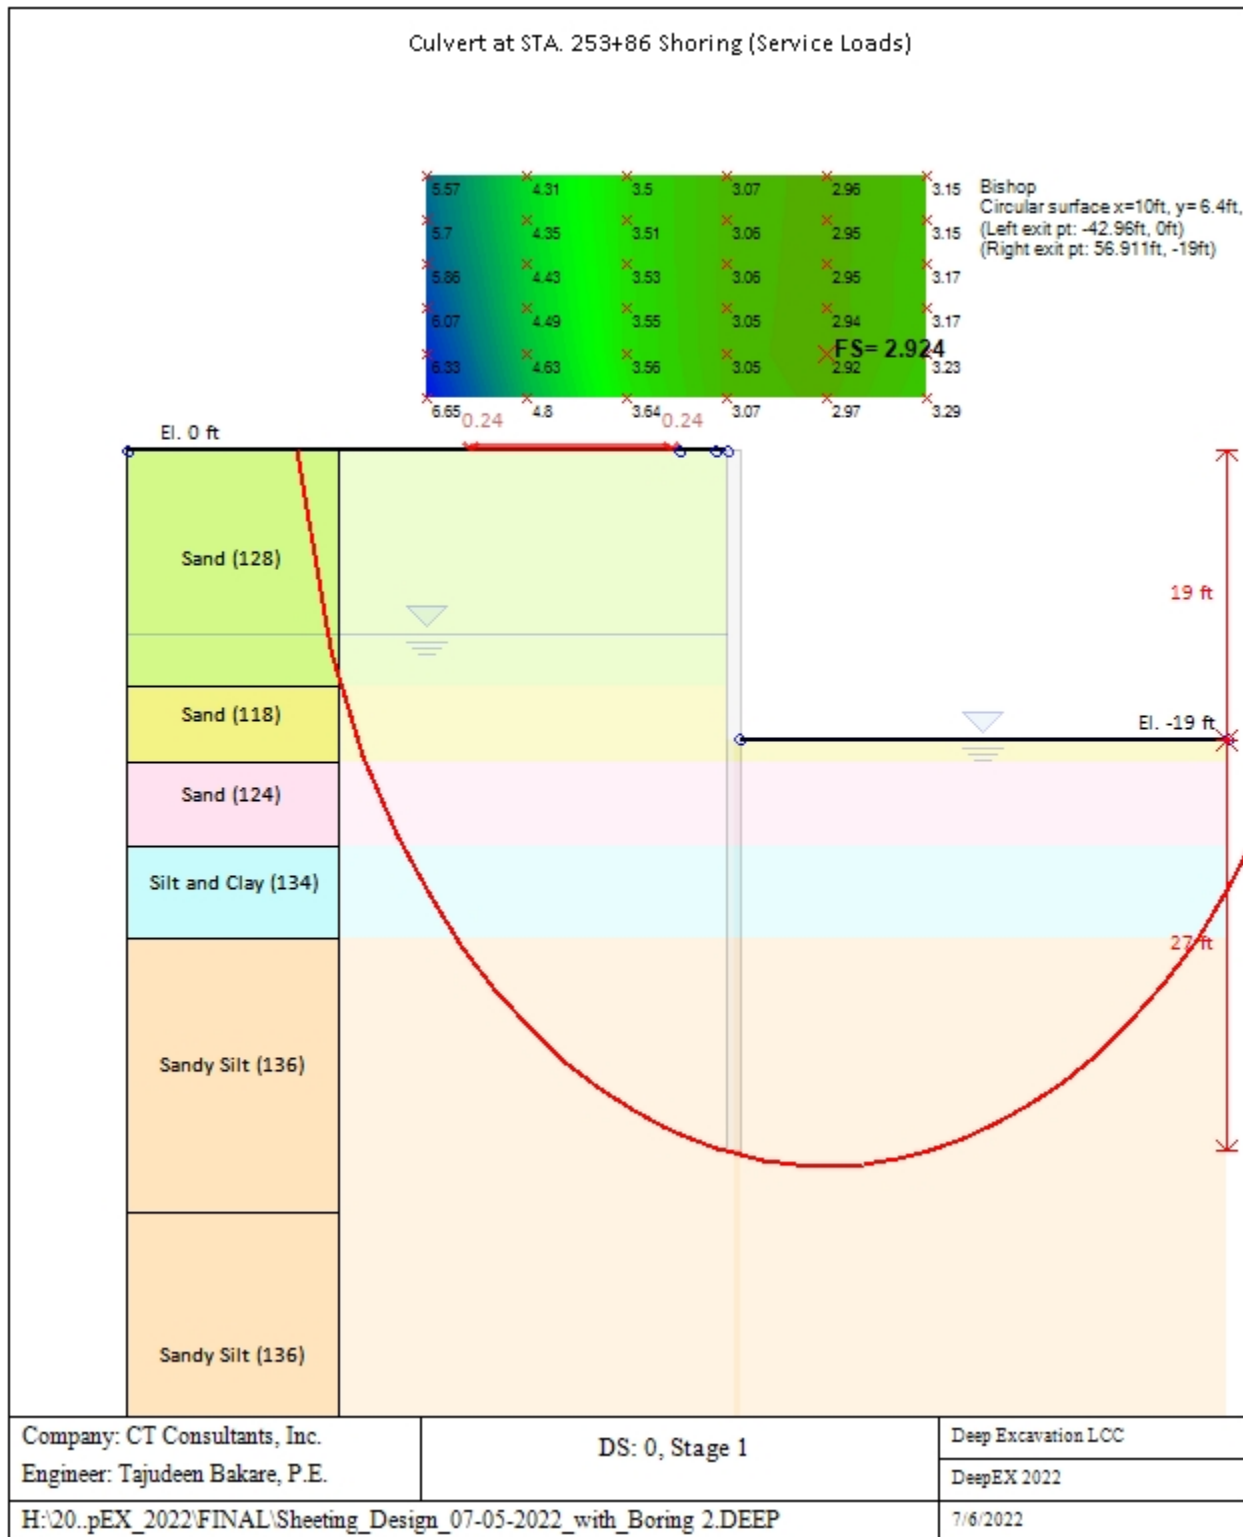 Culvert at STA. 253+86 Shoring (Service Loads)
5.57 4.31 3.5 3.07 2.96 3.15
5.7 4.35 3.51 3.06 2.95 3.15
5.86 4.43 3.53 3.06 2.95 3.17
6.07 4.49 3.55 3.05 2.94 3.17
FS= 2.924
6.33 4.63 3.56 3.05 2.92 3.23
6.65 4.8 3.64 3.07 2.97 3.29
Bishop
Circular surface x=10ft, y= 6.4ft,
(Left exit pt: -42.96ft, 0ft)
(Right exit pt: 56.911ft, -19ft)
0.24 0.24
El. 0 ft
Sand (128)
19 ft
Sand (118)
El. -19 ft
Sand (124)
Silt and Clay (134)
27 ft
Sandy Silt (136)
Sandy Silt (136)
Company: CT Consultants, Inc.
Engineer: Tajudeen Bakare, P.E.
DS: 0, Stage 1
Deep Excavation LCC
DeepEX 2022
H:\20..pEX_2022\FINAL\Sheeting_Design_07-05-2022_with_Boring 2.DEEP
7/6/2022